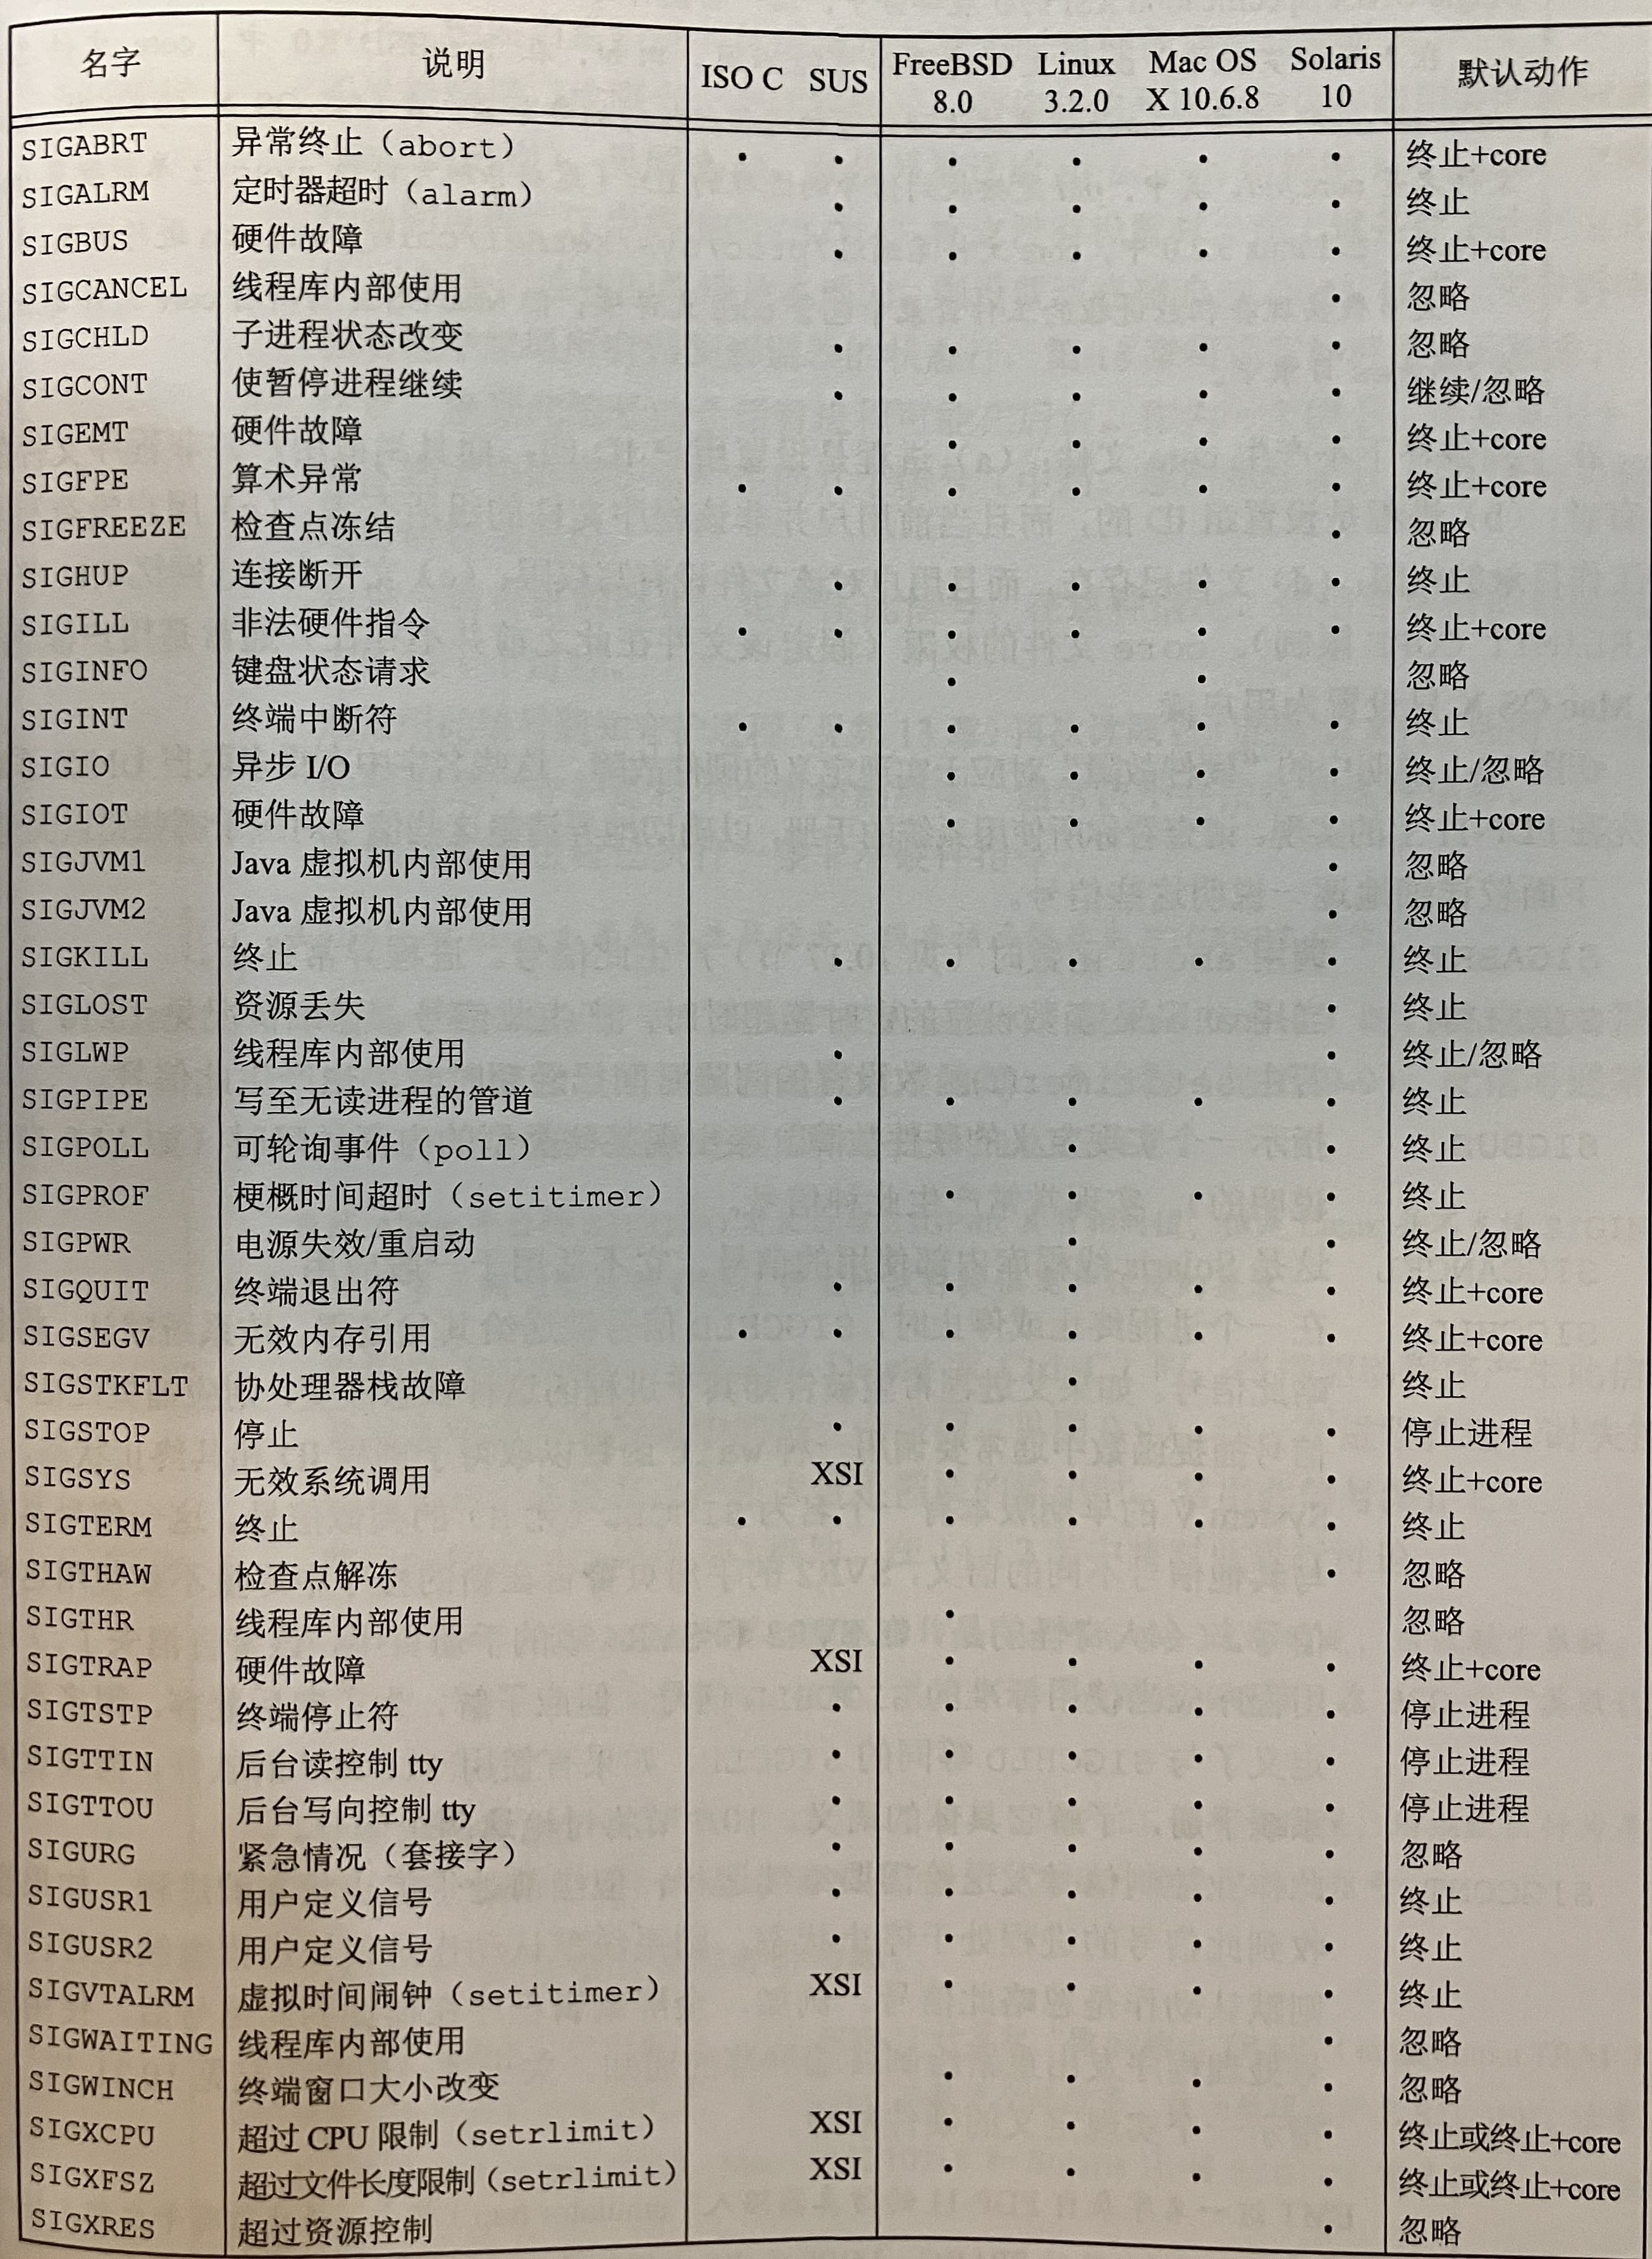 名字 说明 ISO C SUS FreeBSD 8.0 Linux 3.2.0 Mac OS X 10.6.8 Solaris 10 默认动作
SIGABRT 异常终止（abort） • • • • • • 终止+core
SIGALRM 定时器超时（alarm） • • • • • 终止
SIGBUS 硬件故障 • • • • • 终止+core
SIGCANCEL 线程库内部使用 • 忽略
SIGCHLD 子进程状态改变 • • • • • 忽略
SIGCONT 使暂停进程继续 • • • • • 继续/忽略
SIGEMT 硬件故障 • • • • 终止+core
SIGFPE 算术异常 • • • • • • 终止+core
SIGFREEZE 检查点冻结 • 忽略
SIGHUP 连接断开 • • • • • 终止
SIGILL 非法硬件指令 • • • • • • 终止+core
SIGINFO 键盘状态请求 • • 忽略
SIGINT 终端中断符 • • • • • • 终止
SIGIO 异步 I/O • • • • 终止/忽略
SIGIOT 硬件故障 • • • • 终止+core
SIGJVM1 Java 虚拟机内部使用 • 忽略
SIGJVM2 Java 虚拟机内部使用 • 忽略
SIGKILL 终止 • • • • • 终止
SIGLOST 资源丢失 • 终止
SIGLWP 线程库内部使用 • • 终止/忽略
SIGPIPE 写至无读进程的管道 • • • • • 终止
SIGPOLL 可轮询事件（poll） • • 终止
SIGPROF 梗概时间超时（setitimer） • • • • 终止
SIGPWR 电源失效/重启动 • • 终止/忽略
SIGQUIT 终端退出符 • • • • • 终止+core
SIGSEGV 无效内存引用 • • • • • • 终止+core
SIGSTKFLT 协处理器栈故障 • 终止
SIGSTOP 停止 • • • • • 停止进程
SIGSYS 无效系统调用 XSI • • • • 终止+core
SIGTERM 终止 • • • • • • 终止
SIGTHAW 检查点解冻 • 忽略
SIGTHR 线程库内部使用 • 忽略
SIGTRAP 硬件故障 XSI • • • • 终止+core
SIGTSTP 终端停止符 • • • • • 停止进程
SIGTTIN 后台读控制 tty • • • • • 停止进程
SIGTTOU 后台写向控制 tty • • • • • 停止进程
SIGURG 紧急情况（套接字） • • • • • 忽略
SIGUSR1 用户定义信号 • • • • • 终止
SIGUSR2 用户定义信号 • • • • • 终止
SIGVTALRM 虚拟时间闹钟（setitimer） XSI • • • • 终止
SIGWAITING 线程库内部使用 • 忽略
SIGWINCH 终端窗口大小改变 • • • • 忽略
SIGXCPU 超过 CPU 限制（setrlimit） XSI • • • • 终止或终止+core
SIGXFSZ 超过文件长度限制（setrlimit） XSI • • • • 终止或终止+core
SIGXRES 超过资源控制 • 忽略